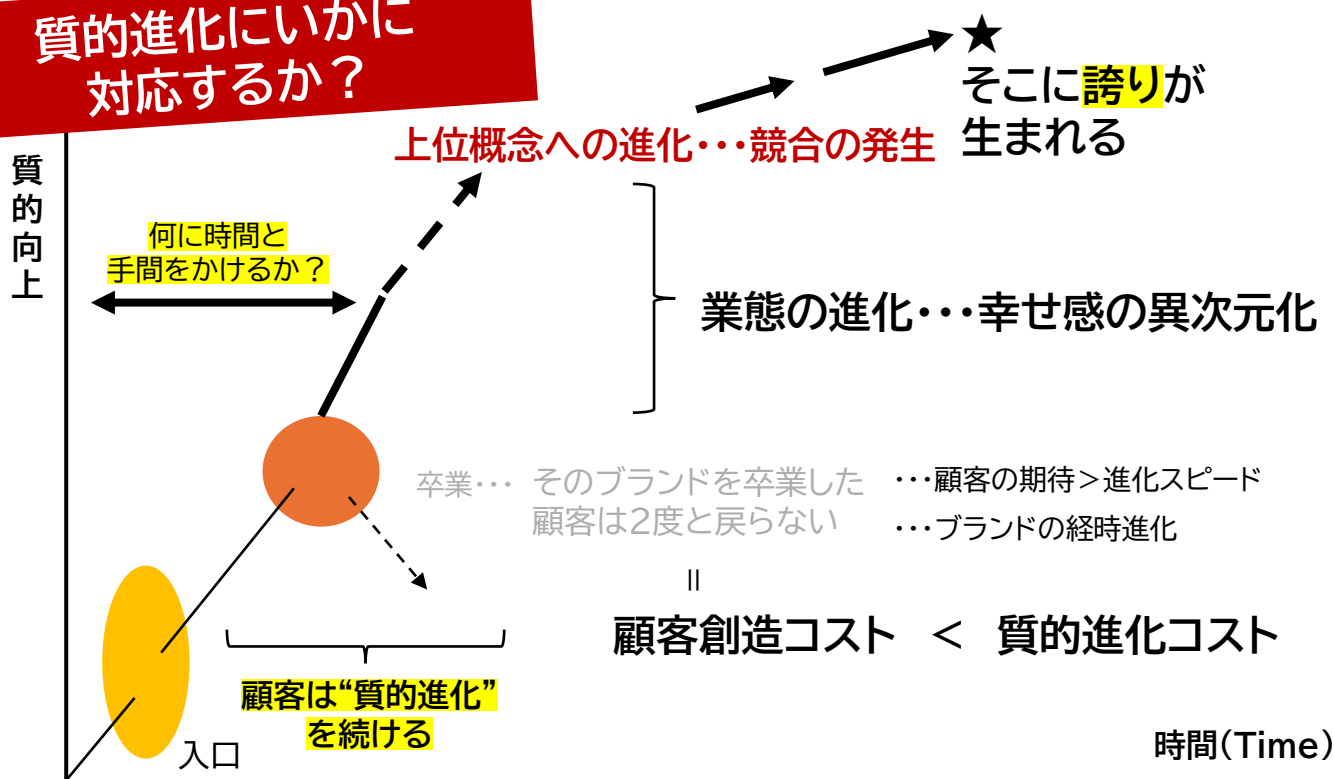 質的進化にいかに
対応するか？
★
そこに誇りが
生まれる
上位概念への進化･･･競合の発生
質的向上
何に時間と
手間をかけるか？
業態の進化･･･幸せ感の異次元化
卒業･･･ そのブランドを卒業した
顧客は2度と戻らない
･･･顧客の期待＞進化スピード
･･･ブランドの経時進化
＝
顧客創造コスト ＜ 質的進化コスト
顧客は“質的進化”
を続ける
入口
時間(Time)